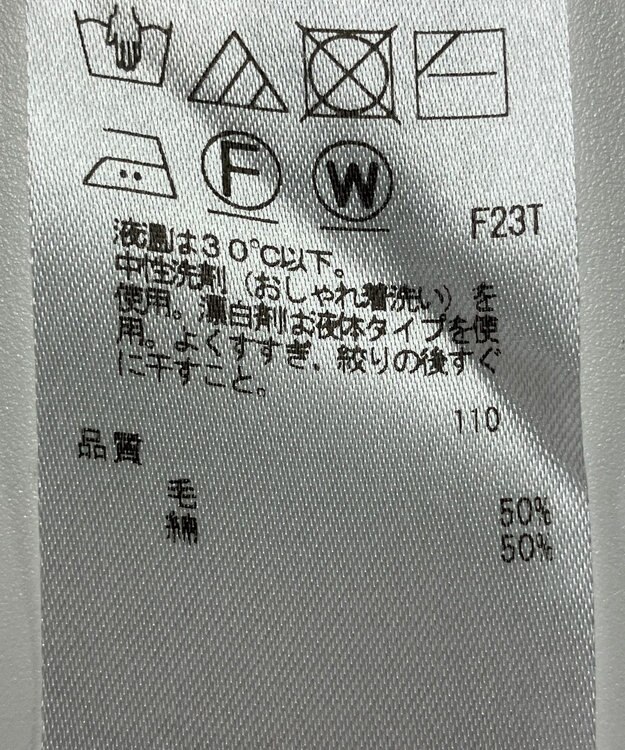 F
W
F23T
液温は30℃以下。
中性洗剤（おしゃれ着洗い）を
使用。漂白剤は液体タイプを使
用。よくすすぎ、絞りの後すぐ
に干すこと。
110
品質
毛 50%
綿 50%